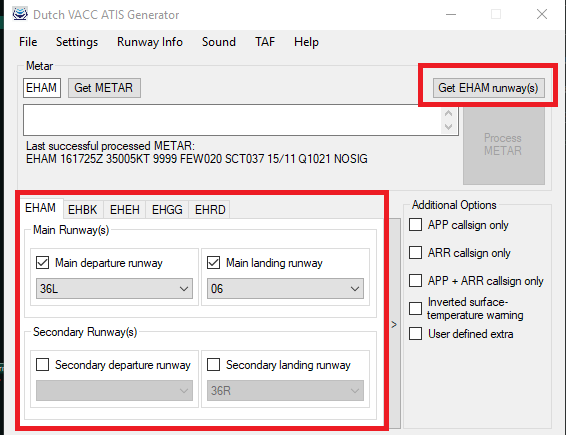 Dutch VACC ATIS Generator
File Settings Runway Info Sound TAF Help
Metar
EHAM Get METAR Get EHAM runway(s)
Process
METAR
Last successful processed METAR:
EHAM 161725Z 35005KT 9999 FEW020 SCT037 15/11 Q1021 NOSIG
EHAM EHBK EHEH EHGG EHRD
Main Runway(s)
Main departure runway Main landing runway
36L 06
Secondary Runway(s)
Secondary departure runway Secondary landing runway
36R
>
Additional Options
APP callsign only
ARR callsign only
APP + ARR callsign only
Inverted surface-
temperature warning
User defined extra